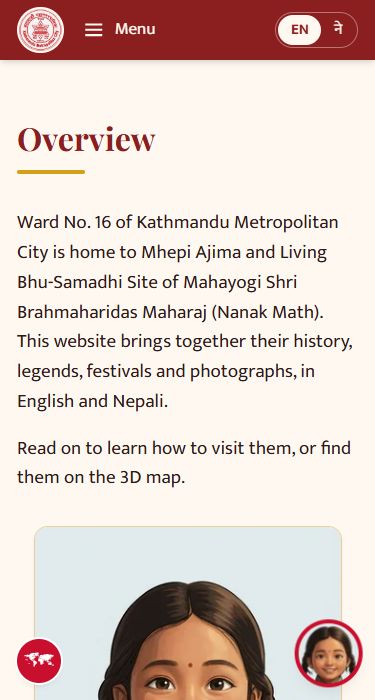 Menu
EN
ने
Overview
Ward No. 16 of Kathmandu Metropolitan
City is home to Mhepi Ajima and Living
Bhu-Samadhi Site of Mahayogi Shri
Brahmaharidas Maharaj (Nanak Math).
This website brings together their history,
legends, festivals and photographs, in
English and Nepali.
Read on to learn how to visit them, or find
them on the 3D map.